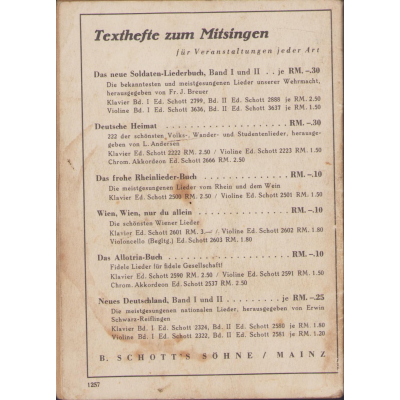 Texthefte zum Mitsingen
für Veranstaltungen jeder Art
Das neue Soldaten-Liederbuch, Band I und II . . je RM. –.30
Die bekanntesten und meistgesungenen Lieder unserer Wehrmacht,
herausgegeben von Fr. J. Breuer
Klavier Bd. I Ed. Schott 2399, Bd. II Ed. Schott 2688 je RM. 2.50
Violine Bd. I Ed. Schott 3636, Bd. II Ed. Schott 3637 je RM. 1.50
Deutsche Heimat . . . . . . . . . . . . . . . . RM. –.30
222 der schönsten Volks-, Wander- und Studentenlieder, herausge-
geben von L. Andersen
Klavier Ed. Schott 2222 RM. 2.50 / Violine Ed. Schott 2223 RM. 1.50
Chrom. Akkordeon Ed. Schott 2666 RM. 2.50
Das frohe Rheinlieder-Buch . . . . . . . . . . . RM. –.10
Die meistgesungenen Lieder vom Rhein und dem Wein
Klavier Ed. Schott 2500 RM. 2.50 / Violine Ed. Schott 2501 RM. 1.50
Wien, Wien, nur du allein . . . . . . . . . . . . RM. –.10
Die schönsten Wiener Lieder
Klavier Ed. Schott 2601 RM. 3.–/ Violine Ed. Schott 2602 RM. 1.80
Violoncello (Begltg.) Ed. Schott 2603 RM. 1.80
Das Allotria-Buch . . . . . . . . . . . . . . . . RM. –.10
Fidele Lieder für fidele Gesellschaft!
Klavier Ed. Schott 2590 RM. 2.50 / Violine Ed. Schott 2591 RM. 1.50
Chrom. Akkordeon Ed. Schott 2537 RM. 2.50
Neues Deutschland, Band I und II . . . . . . . . je RM. –.25
Die meistgesungenen nationalen Lieder, herausgegeben von Erwin
Schwarz-Reiflingen
Klavier Bd. I Ed. Schott 2324, Bd. II Ed. Schott 2580 je RM. 1.80
Violine Bd. I Ed. Schott 2322, Bd. II Ed. Schott 2581 je RM. 1.20
B. SCHOTT'S SÖHNE / MAINZ
1257